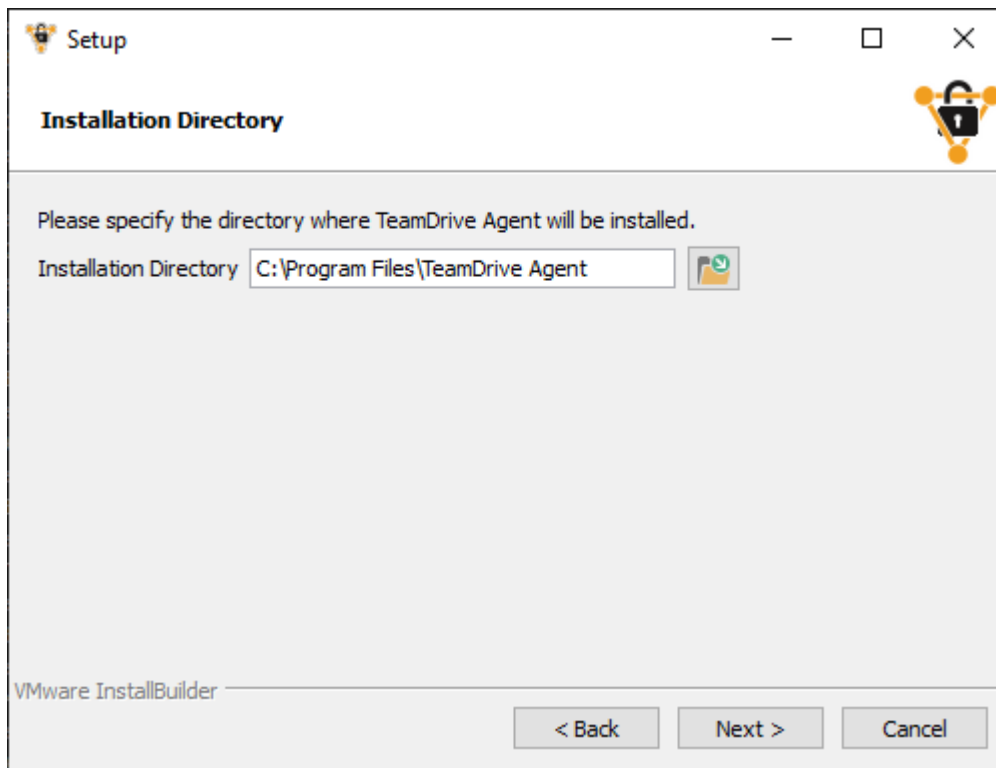 Setup
Installation Directory
Please specify the directory where TeamDrive Agent will be installed.
Installation Directory C:\Program Files\TeamDrive Agent
VMware InstallBuilder
< Back Next > Cancel